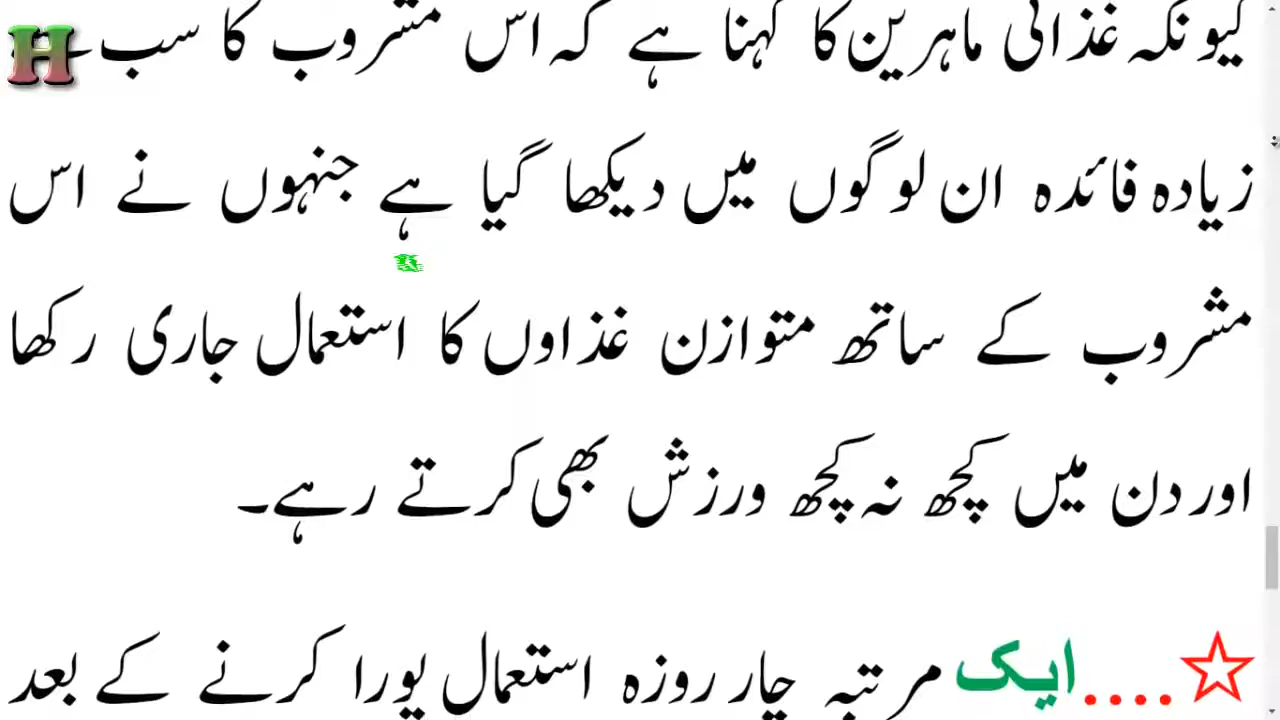 کیونکہ غذائی ماہرین کا کہنا ہے کہ اس مشروب کا سب سے
H
زیادہ فائدہ ان لوگوں میں دیکھا گیا ہے جنہوں نے اس
مشروب کے ساتھ متوازن غذاوں کا استعمال جاری رکھا
اور دن میں کچھ نہ کچھ ورزش بھی کرتے رہے۔
☆....ایک مرتبہ چار روزہ استعمال پورا کرنے کے بعد